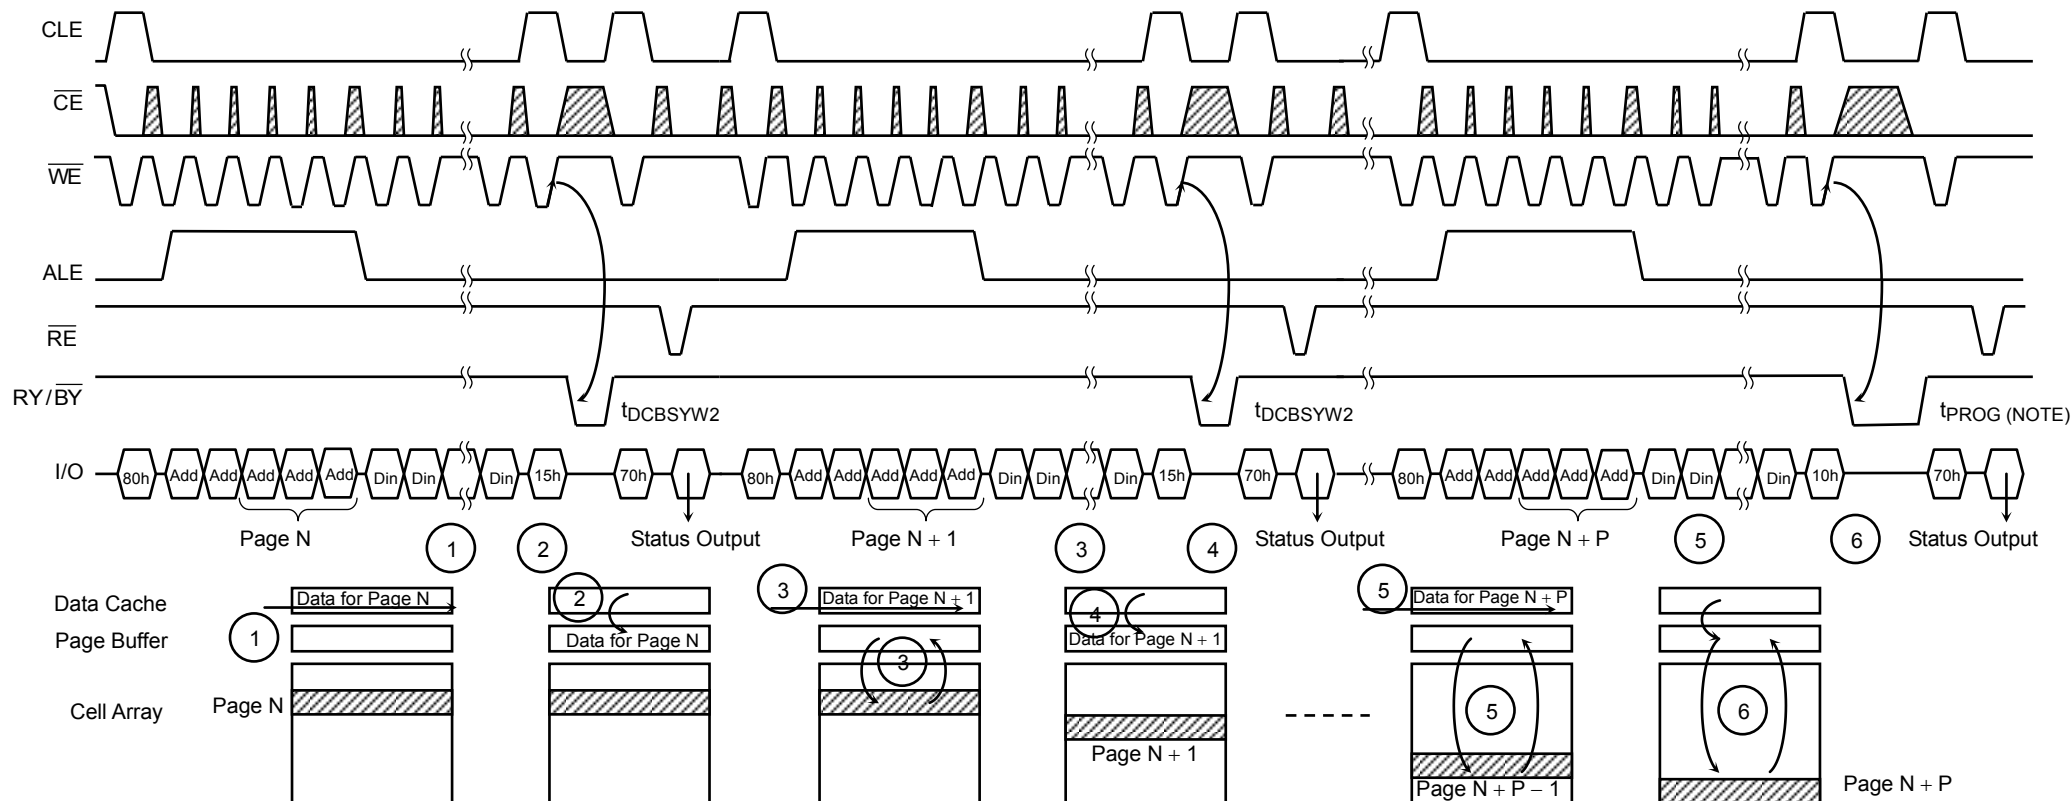 CLE
CE
WE
ALE
RE
RY/BY
tDCBSYW2 tDCBSYW2 tPROG (NOTE)
I/O 80h Add Add Add Add Add Din Din Din 15h 70h 80h Add Add Add Add Add Din Din Din 15h 70h 80h Add Add Add Add Add Din Din Din 10h 70h
Page N 1 2 Status Output Page N + 1 3 4 Status Output Page N + P 5 6 Status Output
Data Cache Data for Page N 2 3 Data for Page N + 1 4 5 Data for Page N + P
Page Buffer 1 Data for Page N 3 Data for Page N + 1
Cell Array Page N 5 6
Page N + 1
Page N + P − 1 Page N + P